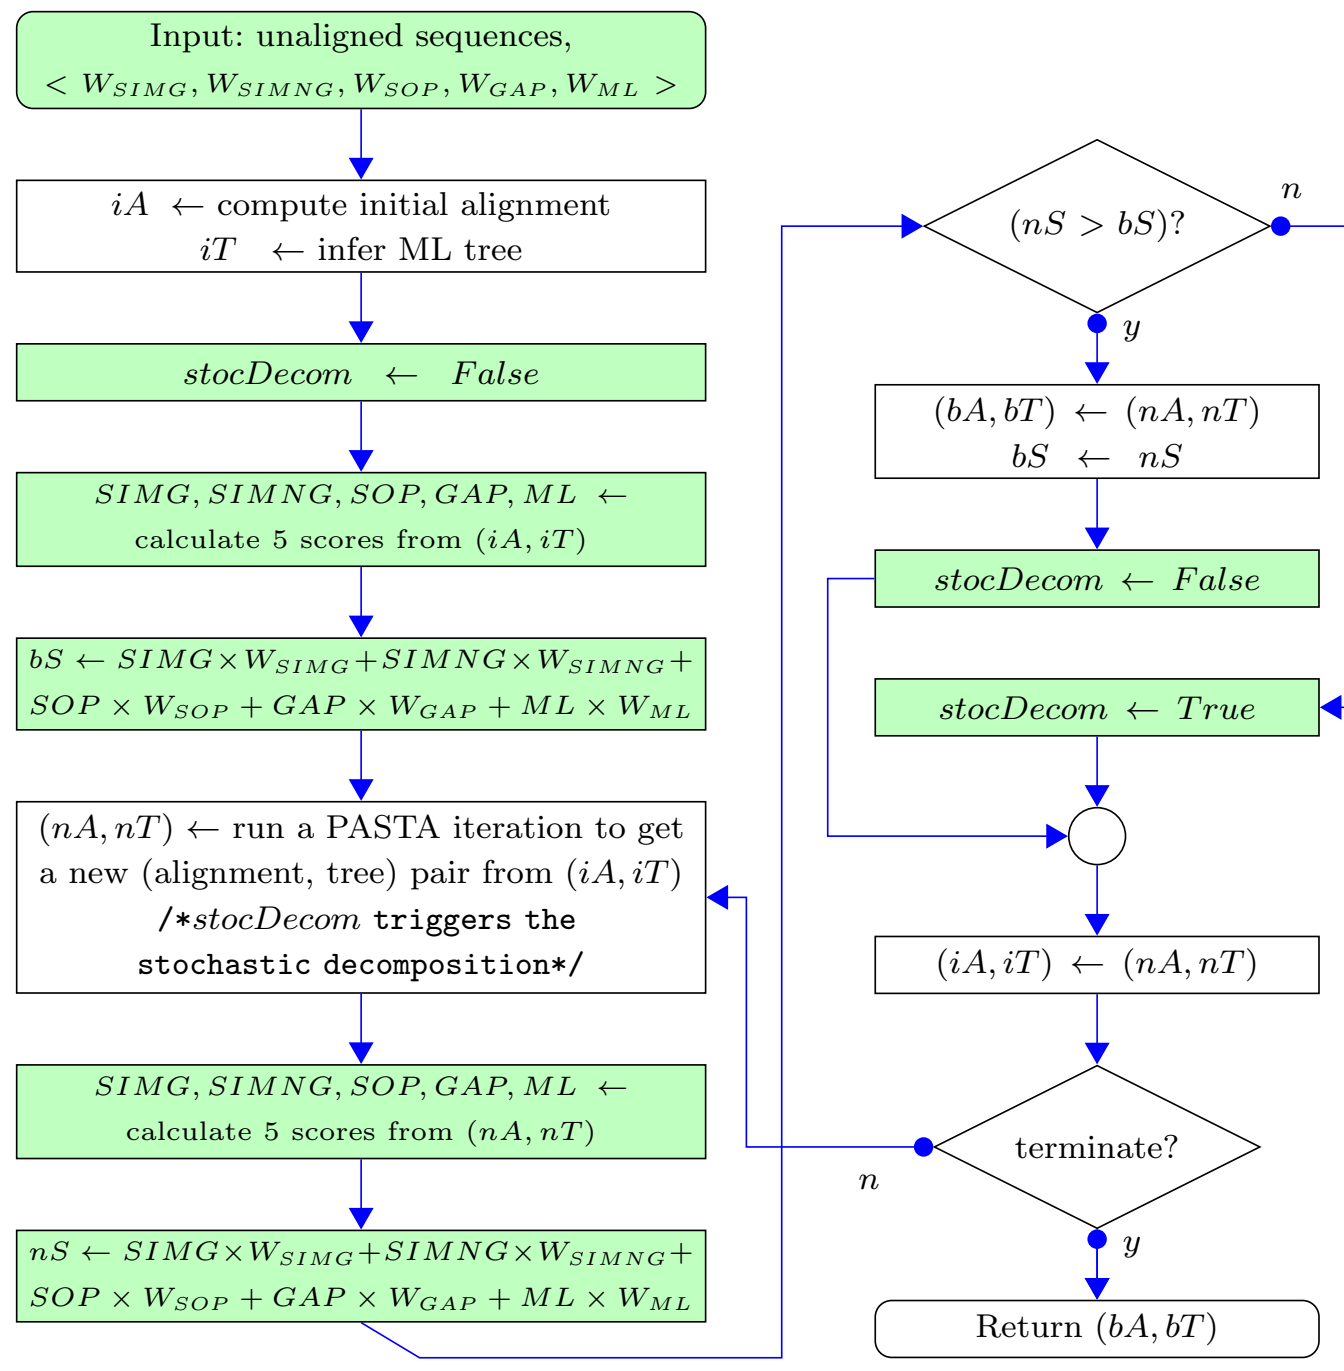 Input: unaligned sequences,
< W_SIMG, W_SIMNG, W_SOP, W_GAP, W_ML >
iA ← compute initial alignment
iT ← infer ML tree
stocDecom ← False
SIMG, SIMNG, SOP, GAP, ML ←
calculate 5 scores from (iA, iT)
bS ← SIMG×W_SIMG+SIMNG×W_SIMNG+
SOP × W_SOP + GAP × W_GAP + ML × W_ML
(nA, nT) ← run a PASTA iteration to get
a new (alignment, tree) pair from (iA, iT)
/*stocDecom triggers the
stochastic decomposition*/
SIMG, SIMNG, SOP, GAP, ML ←
calculate 5 scores from (nA, nT)
nS ← SIMG×W_SIMG+SIMNG×W_SIMNG+
SOP × W_SOP + GAP × W_GAP + ML × W_ML
(nS > bS)?
n
y
(bA, bT) ← (nA, nT)
bS ← nS
stocDecom ← False
stocDecom ← True
(iA, iT) ← (nA, nT)
terminate?
n
y
Return (bA, bT)